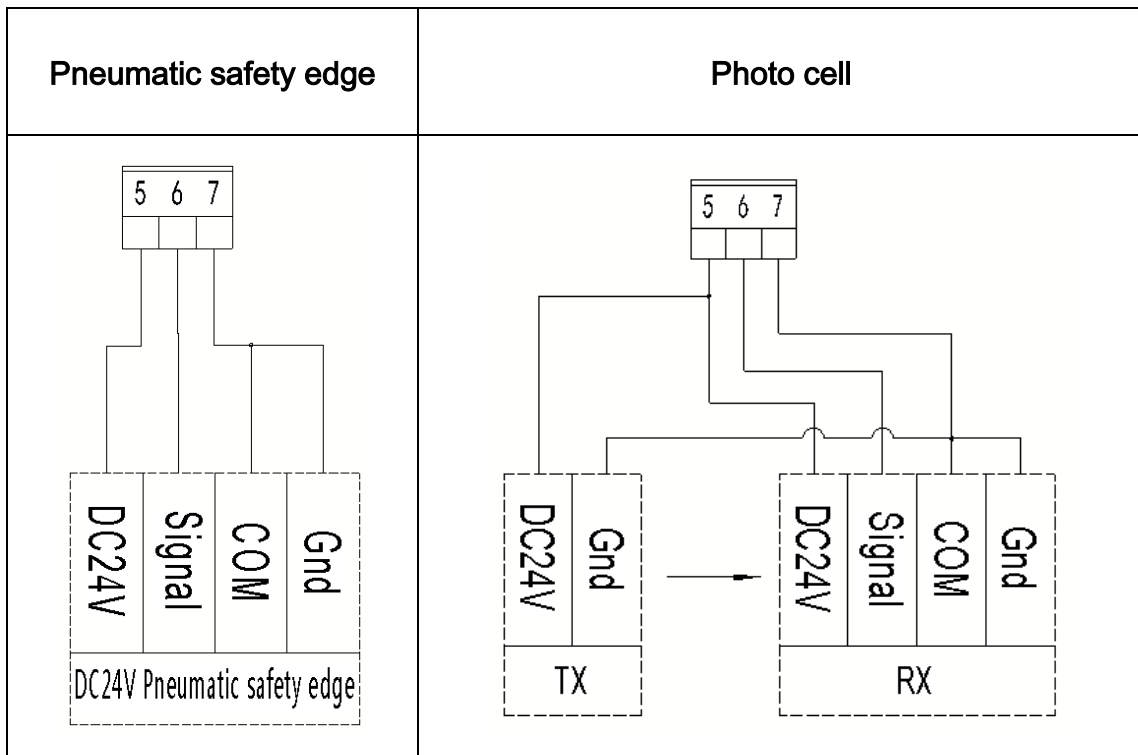 Pneumatic safety edge
Photo cell
5 6 7
DC24V
Signal
COM
Gnd
DC24V Pneumatic safety edge
5 6 7
DC24V
Gnd
TX
DC24V
Signal
COM
Gnd
RX